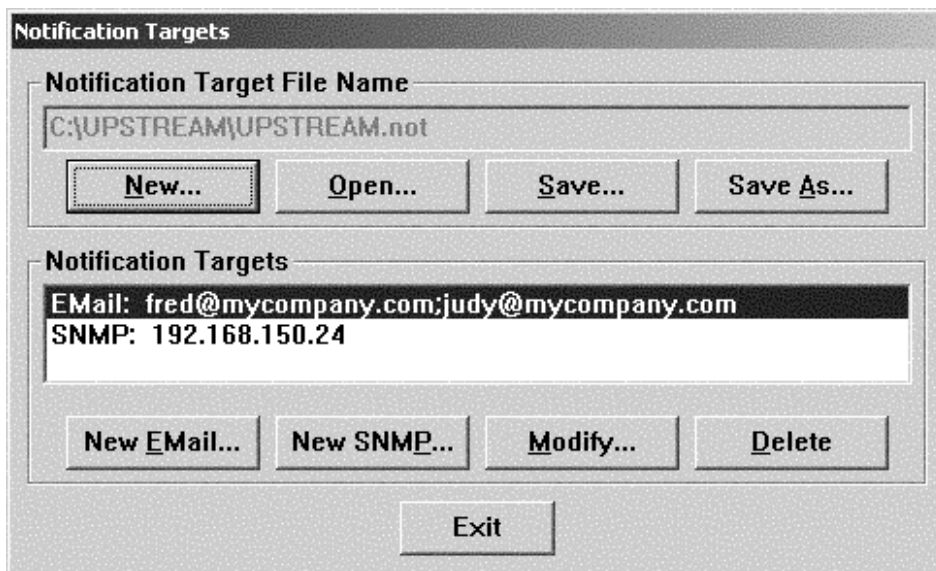 Notification Targets
Notification Target File Name
C:\UPSTREAM\UPSTREAM.not
New... Open... Save... Save As...
Notification Targets
EMail: fred@mycompany.com;judy@mycompany.com
SNMP: 192.168.150.24
New EMail... New SNMP... Modify... Delete
Exit